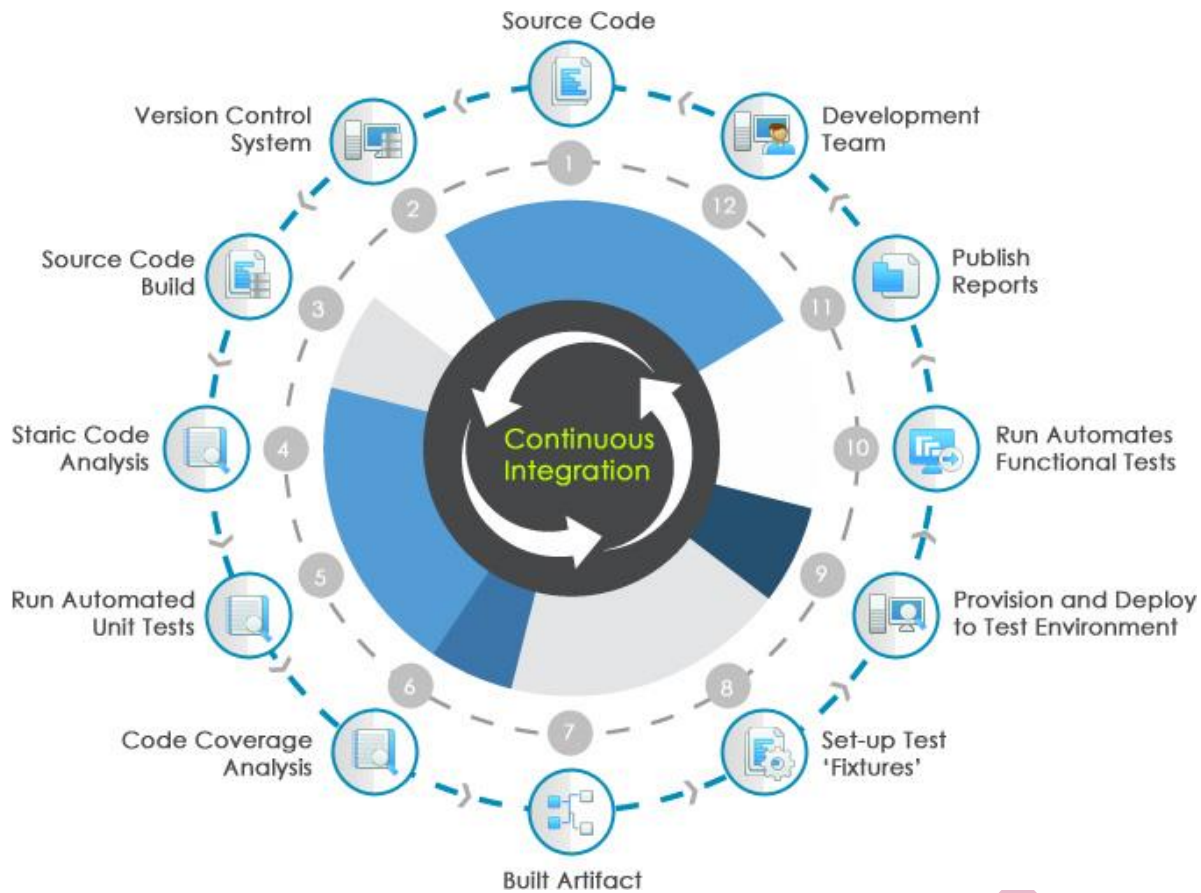 Source Code
Version Control
System
Development
Team
1
2
12
Source Code
Build
Publish
Reports
3
11
Staric Code
Analysis
4
Continuous
Integration
10
Run Automates
Functional Tests
Run Automated
Unit Tests
5
9
Provision and Deploy
to Test Environment
6
8
7
Code Coverage
Analysis
Set-up Test
‘Fixtures’
Built Artifact